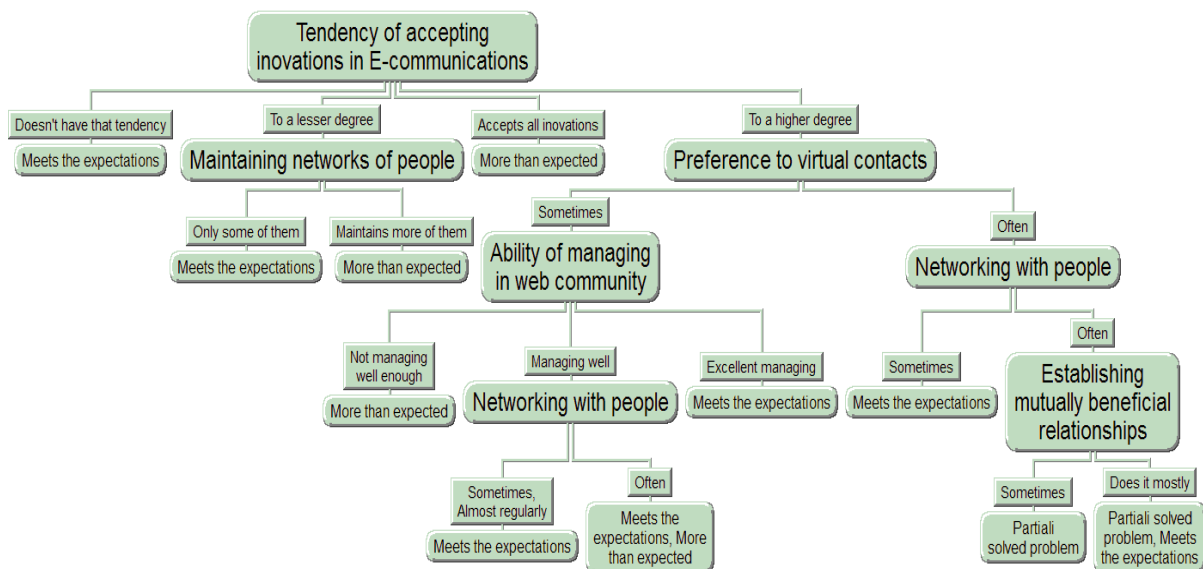 Tendency of accepting
inovations in E-communications
Doesn't have that tendency
To a lesser degree
Accepts all inovations
To a higher degree
Meets the expectations
Maintaining networks of people
More than expected
Preference to virtual contacts
Only some of them
Maintains more of them
Sometimes
Often
Meets the expectations
More than expected
Ability of managing
in web community
Networking with people
Not managing
well enough
Managing well
Excellent managing
Sometimes
Often
More than expected
Networking with people
Meets the expectations
Meets the expectations
Establishing
mutually beneficial
relationships
Sometimes,
Almost regularly
Often
Sometimes
Does it mostly
Meets the expectations
Meets the
expectations, More
than expected
Partiali
solved problem
Partiali solved
problem, Meets
the expectations